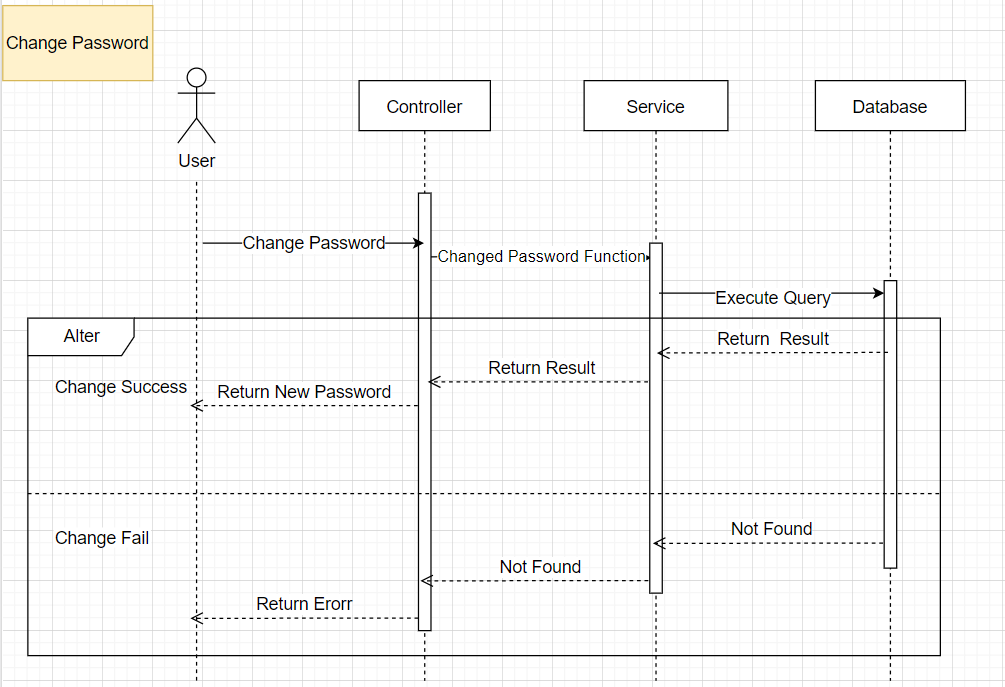 Change Password
Controller
Service
Database
User
Change Password
Changed Password Function
Execute Query
Alter
Return Result
Return Result
Change Success
Return New Password
Not Found
Change Fail
Not Found
Return Erorr